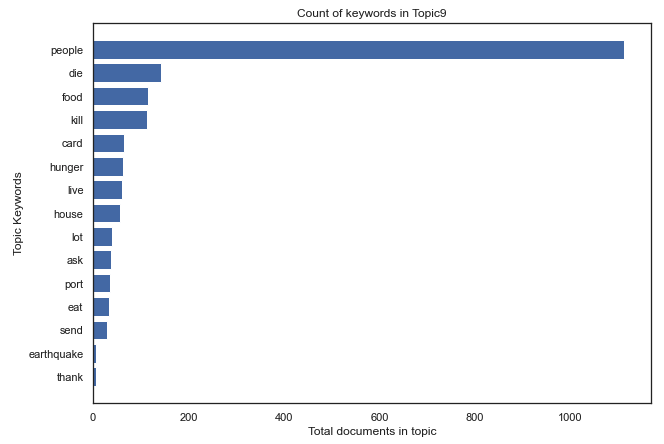 Count of keywords in Topic9
Topic Keywords
people
die
food
kill
card
hunger
live
house
lot
ask
port
eat
send
earthquake
thank
0 200 400 600 800 1000
Total documents in topic